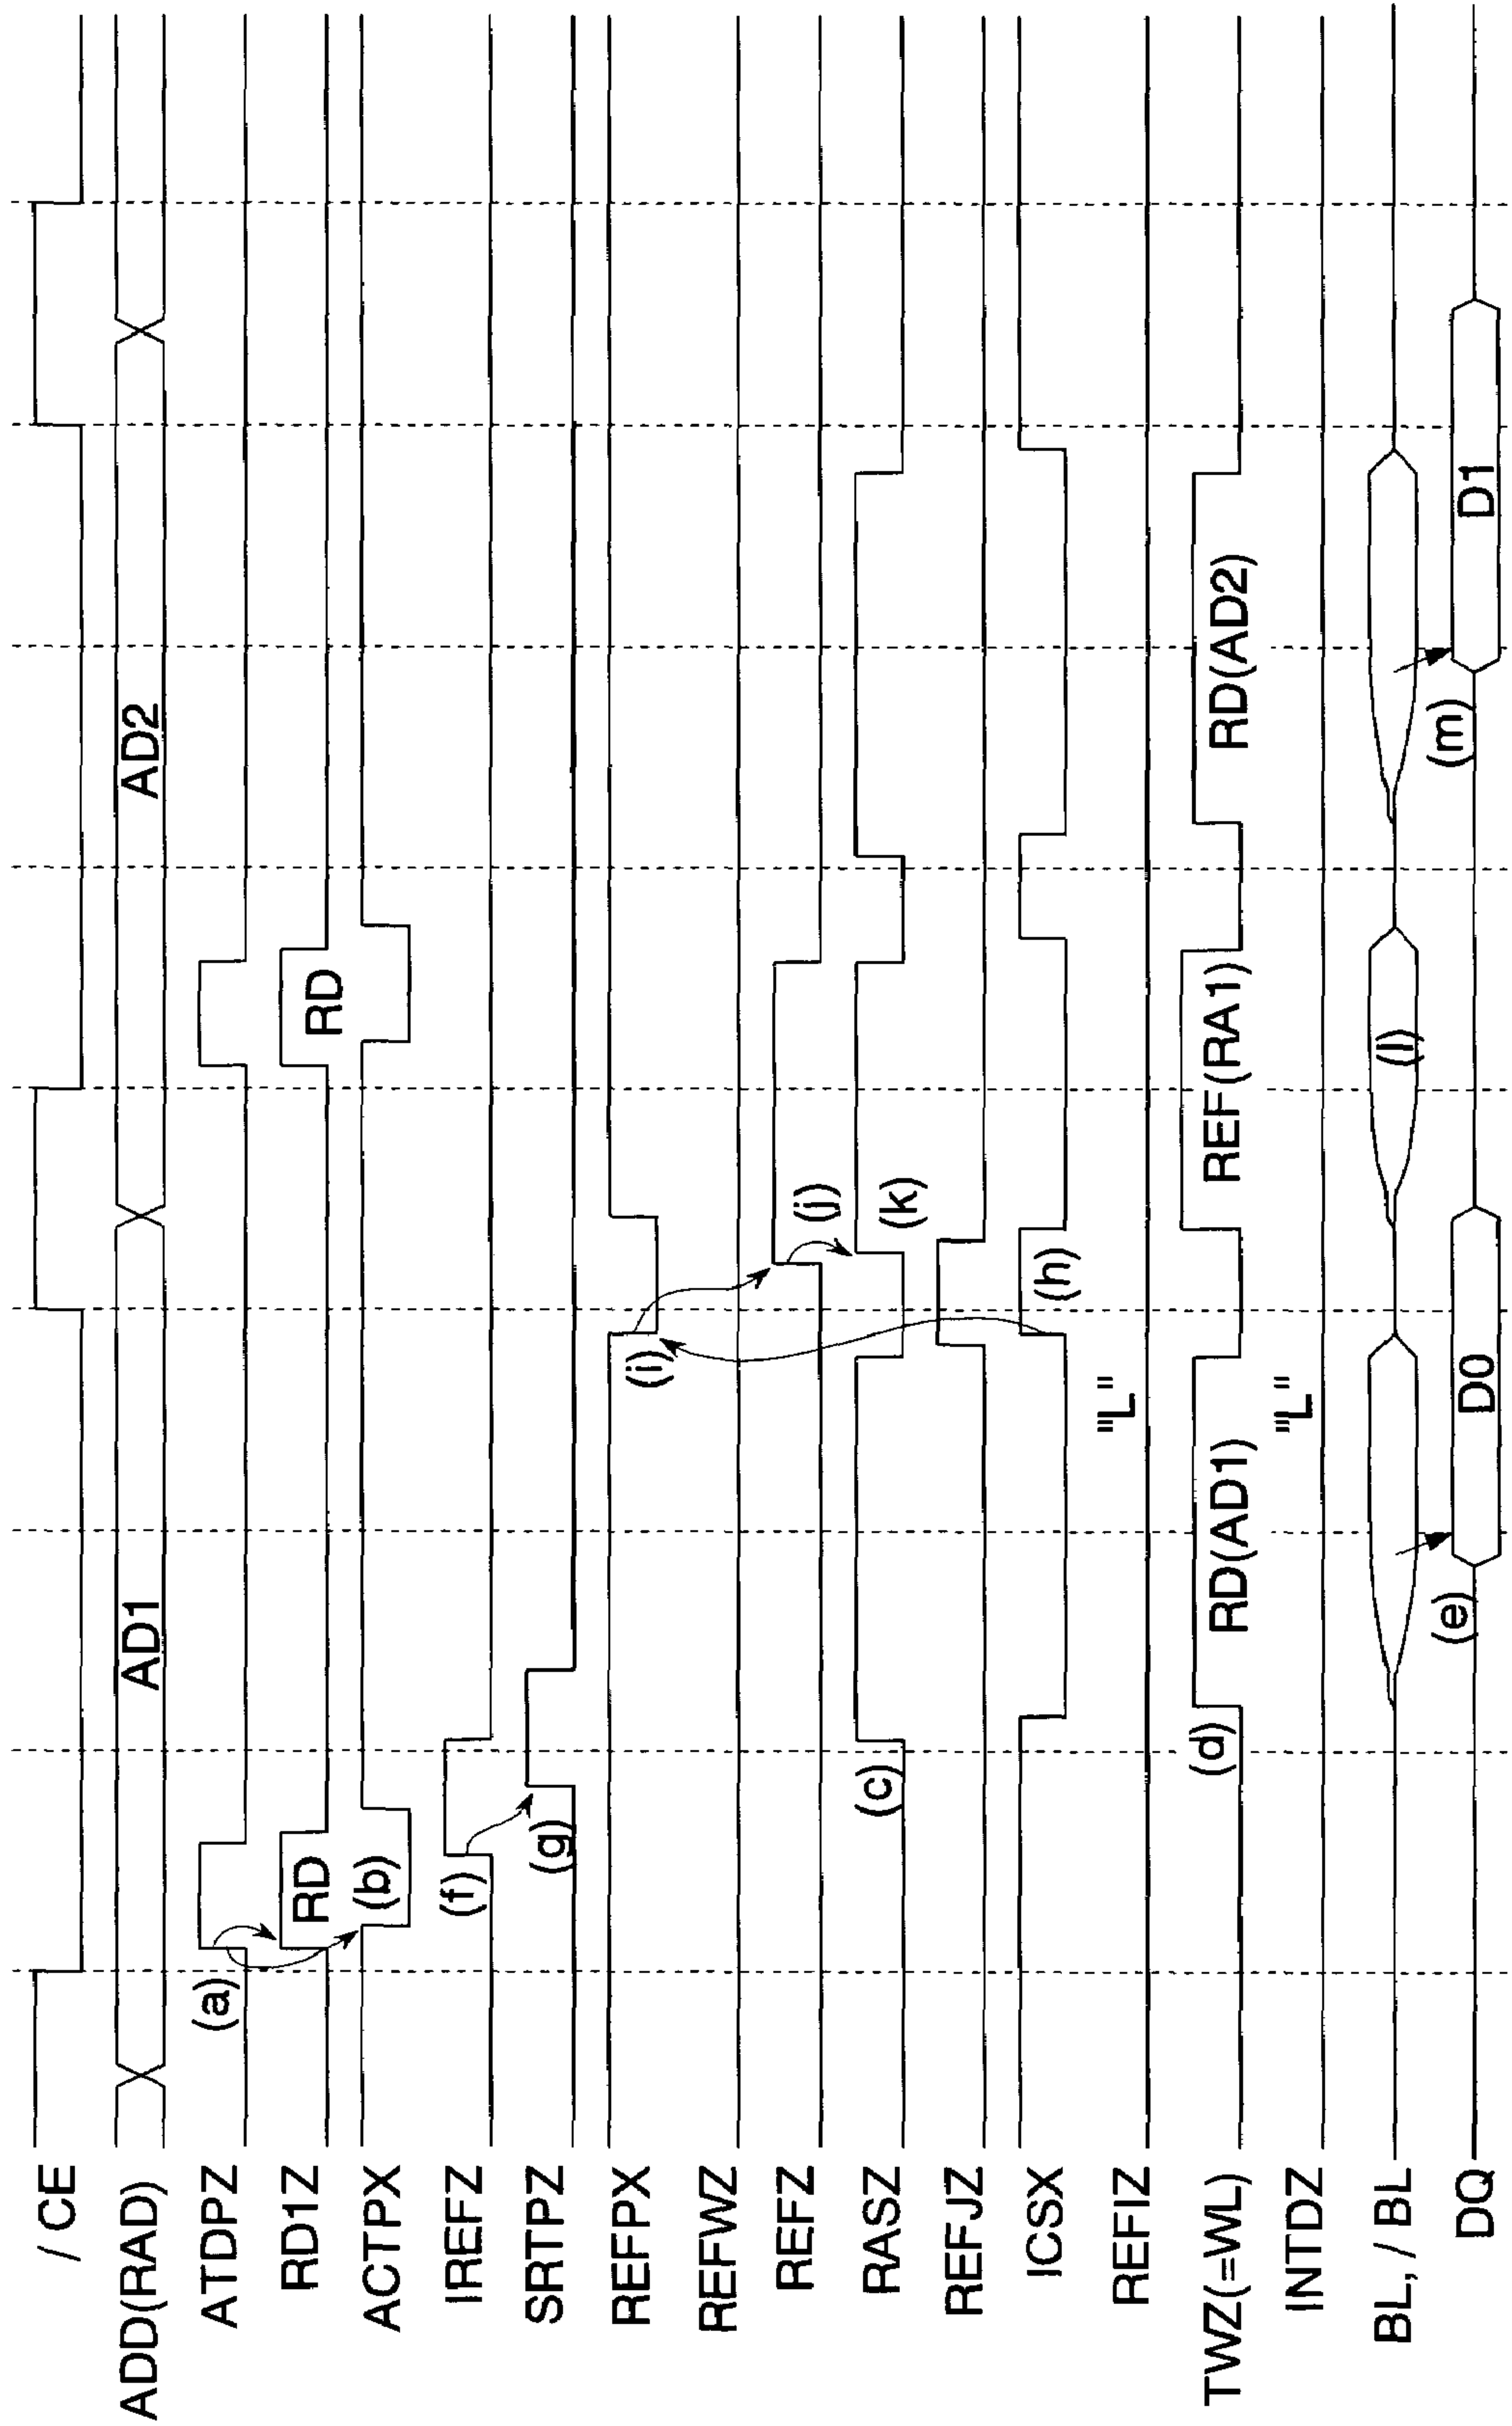 / CE
ADD(RAD) AD1 AD2
(a)
ATDPZ
RD1Z RD RD
ACTPX (b)
IREFZ (f)
SRTPZ (g)
REFPX (i)
REFWZ
REFZ (j)
RASZ (c) (k)
REFJZ
ICSX (h)
REFIZ "L"
TWZ(=WL) (d) RD(AD1) REF(RA1) RD(AD2)
INTDZ "L"
BL, / BL (l)
(e) (m)
DQ D0 D1